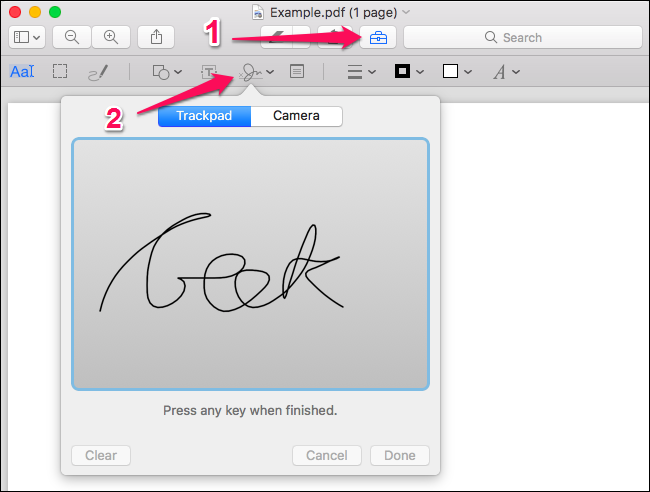 Example.pdf (1 page)
1
Search
AaI
T
A
2
Trackpad Camera
Geek
Press any key when finished.
Clear Cancel Done